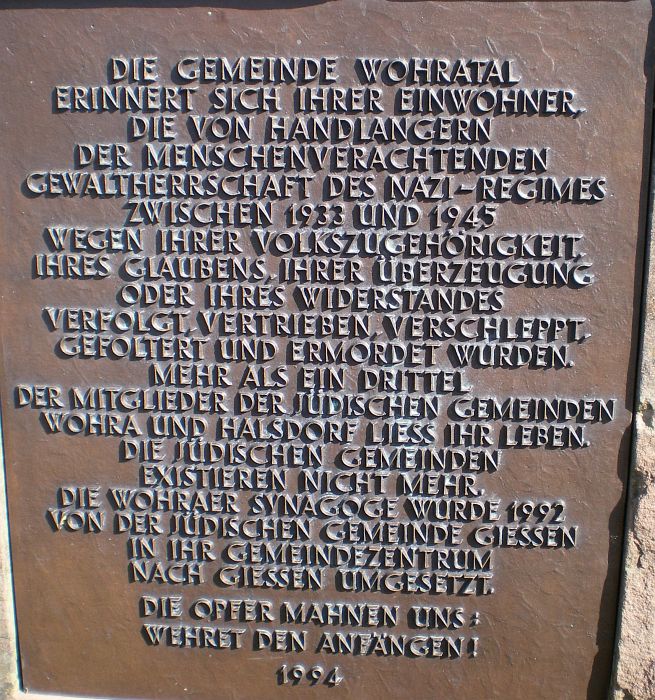 DIE GEMEINDE WOHRATAL
ERINNERT SICH IHRER EINWOHNER,
DIE VON HANDLANGERN
DER MENSCHENVERACHTENDEN
GEWALTHERRSCHAFT DES NAZI-REGIMES
ZWISCHEN 1933 UND 1945
WEGEN IHRER VOLKSZUGEHÖRIGKEIT,
IHRES GLAUBENS, IHRER ÜBERZEUGUNG
ODER IHRES WIDERSTANDES
VERFOLGT, VERTRIEBEN, VERSCHLEPPT,
GEFOLTERT UND ERMORDET WURDEN.
MEHR ALS EIN DRITTEL
DER MITGLIEDER DER JÜDISCHEN GEMEINDEN
WOHRA UND HALSDORF LIESS IHR LEBEN.
DIE JÜDISCHEN GEMEINDEN
EXISTIEREN NICHT MEHR.
DIE WOHRAER SYNAGOGE WURDE 1992
VON DER JÜDISCHEN GEMEINDE GIESSEN
IN IHR GEMEINDEZENTRUM
NACH GIESSEN UMGESETZT.
DIE OPFER MAHNEN UNS:
WEHRET DEN ANFÄNGEN!
1994